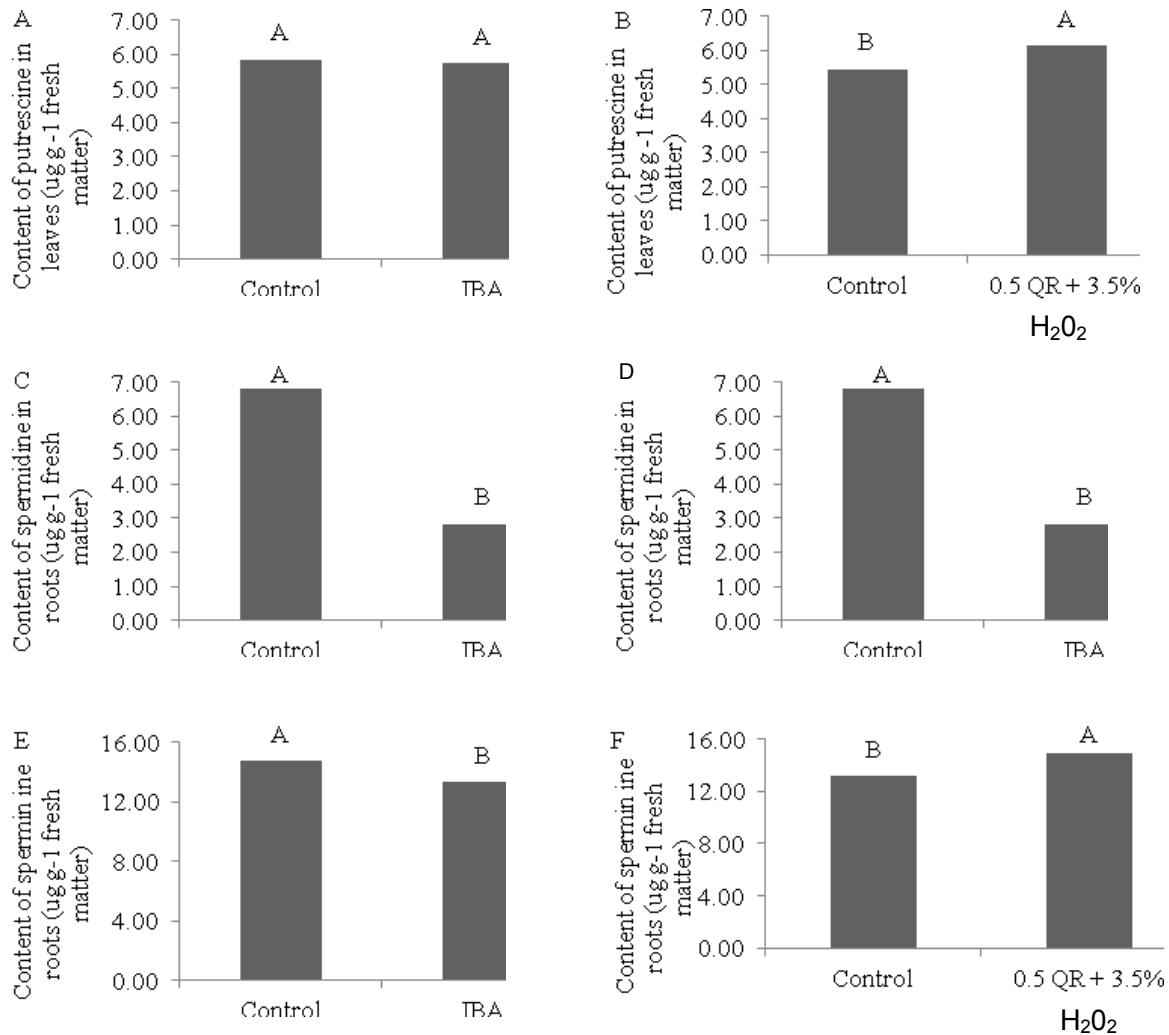 A
Content of putrescine in
leaves (ug g-1 fresh
matter)
7.00
6.00
5.00
4.00
3.00
2.00
1.00
0.00
A
A
Control
IBA
B
Content of putrescine in
leaves (ug g-1 fresh
matter)
7.00
6.00
5.00
4.00
3.00
2.00
1.00
0.00
B
A
Control
0.5 QR + 3.5%
H₂0₂
C
Content of spermidine in
roots (ug g-1 fresh
matter)
7.00
6.00
5.00
4.00
3.00
2.00
1.00
0.00
A
B
Control
IBA
D
Content of spermidine in
roots (ug g-1 fresh
matter)
7.00
6.00
5.00
4.00
3.00
2.00
1.00
0.00
A
B
Control
IBA
E
Content of spermin ine
roots (ug g-1 fresh
matter)
16.00
12.00
8.00
4.00
0.00
A
B
Control
IBA
F
Content of spermin ine
roots (ug g-1 fresh
matter)
16.00
12.00
8.00
4.00
0.00
B
A
Control
0.5 QR + 3.5%
H₂0₂